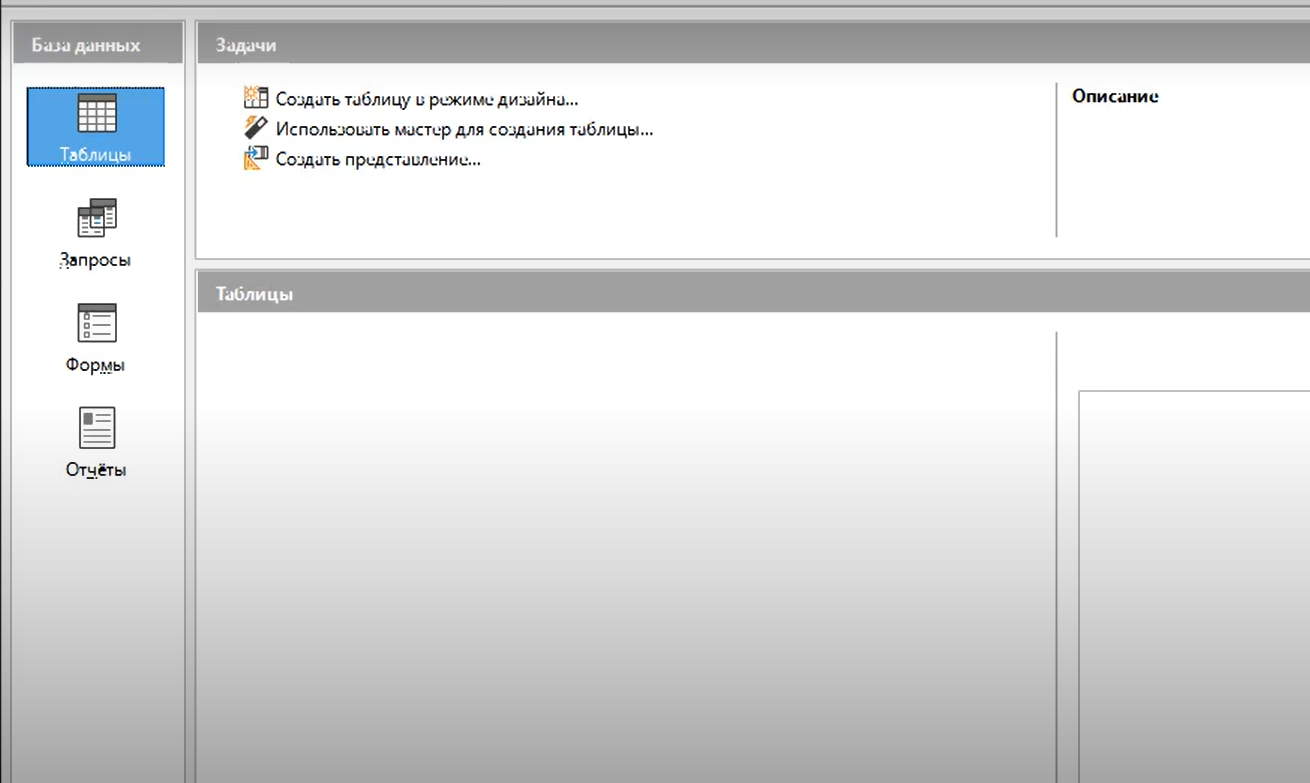 База данных
Задачи
Таблицы
Запросы
Формы
Отчёты
Создать таблицу в режиме дизайна...
Использовать мастер для создания таблицы...
Создать представление...
Описание
Таблицы